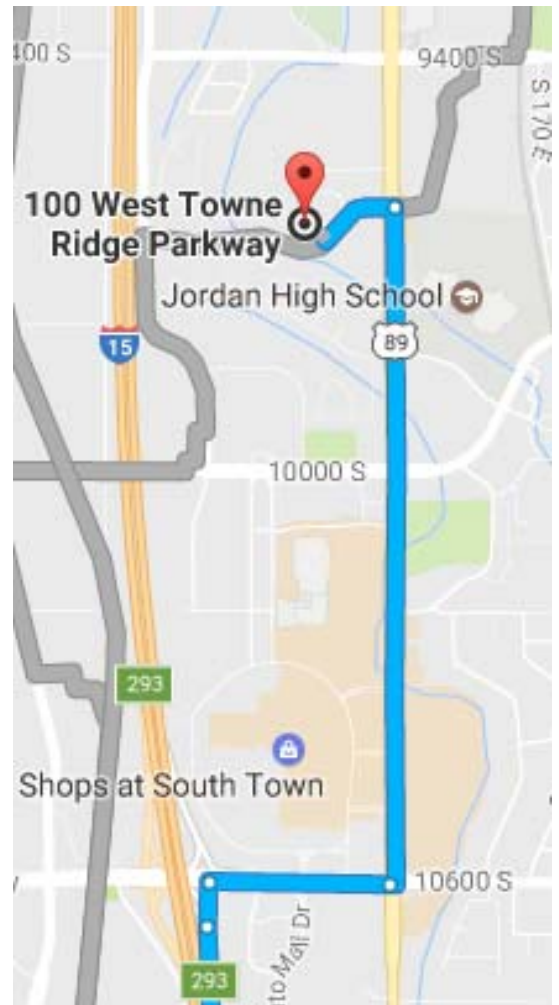 400 S
9400 S
S 170 E
100 West Towne
Ridge Parkway
Jordan High School
15
89
10000 S
293
Shops at South Town
10600 S
to Mall Dr
293